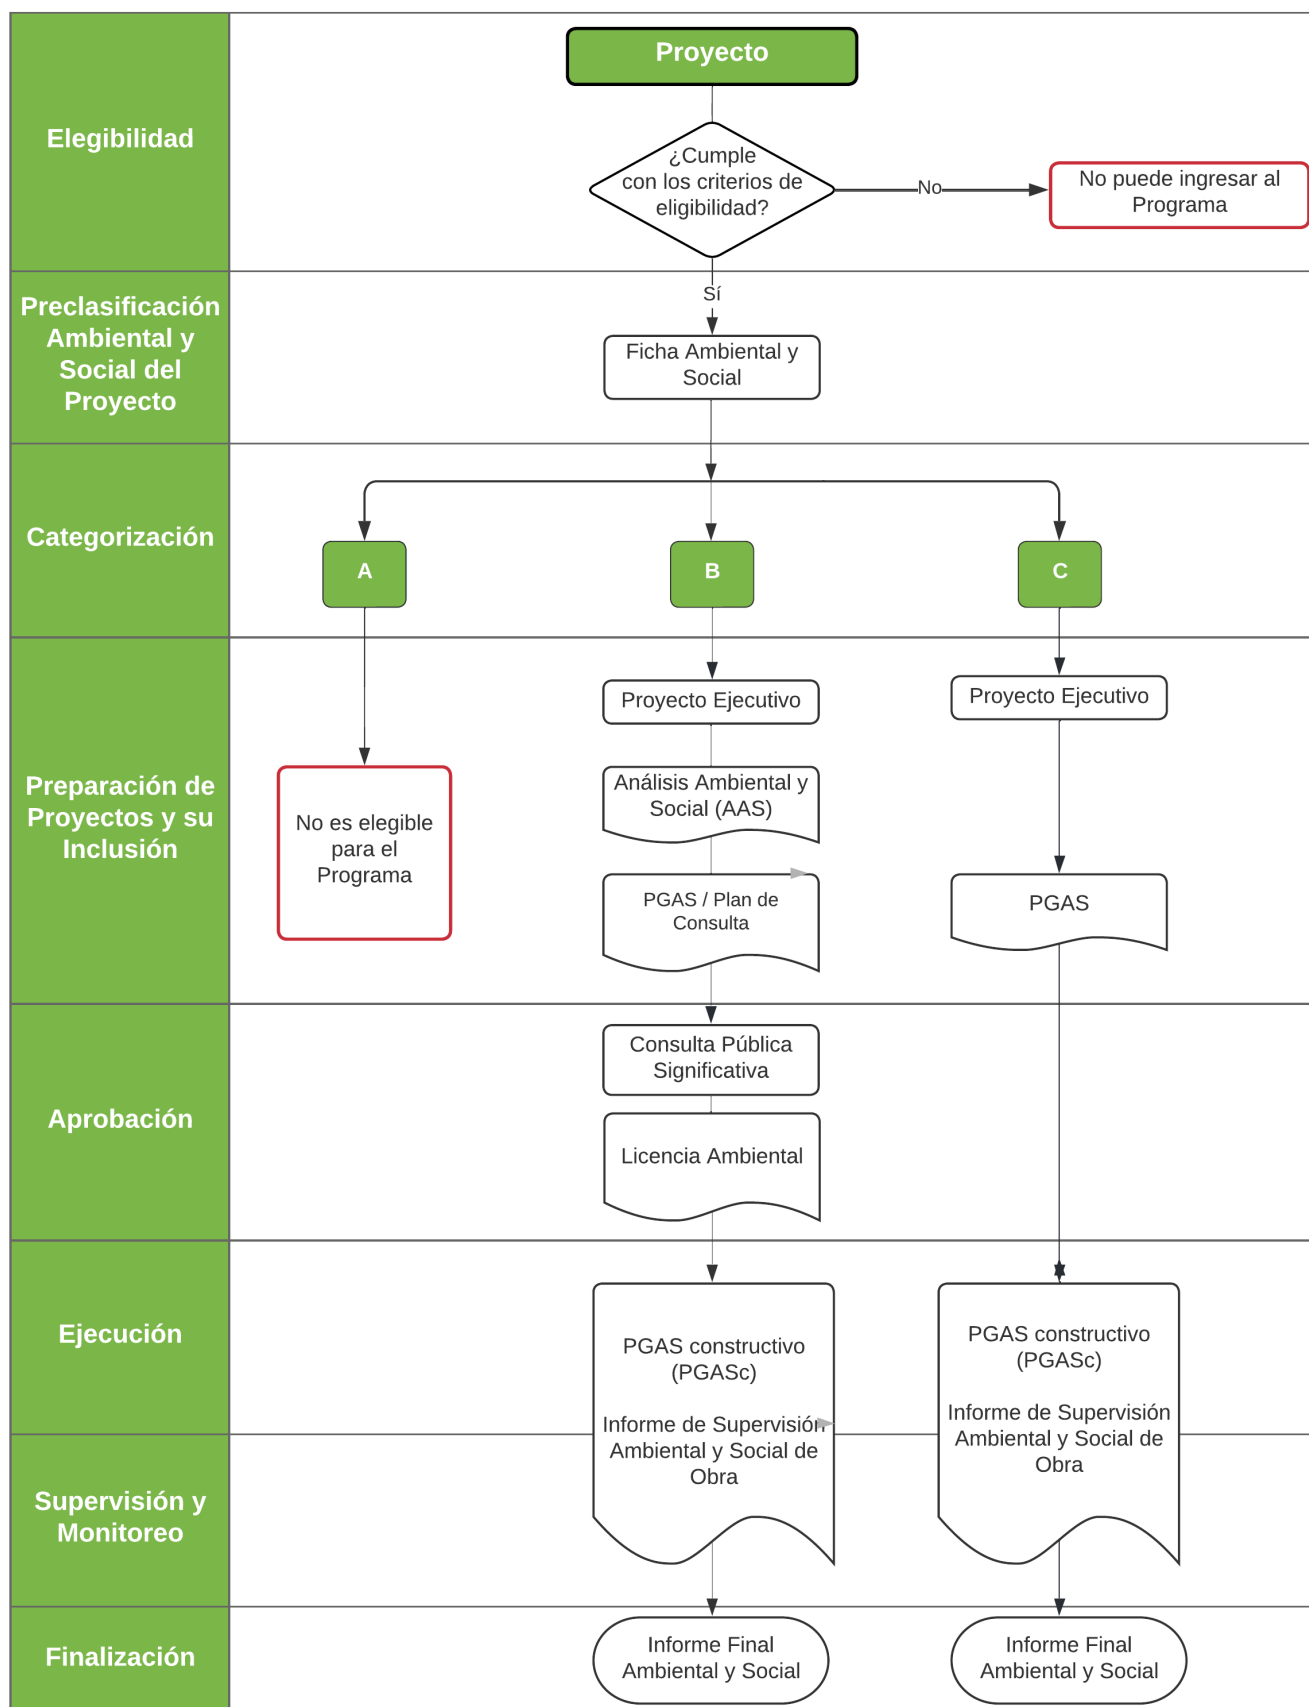 Proyecto
Elegibilidad
¿Cumple
con los criterios de
eligibilidad?
No
No puede ingresar al
Programa
Sí
Preclasificación
Ambiental y
Social del
Proyecto
Ficha Ambiental y
Social
Categorización
A
B
C
Preparación de
Proyectos y su
Inclusión
No es elegible
para el
Programa
Proyecto Ejecutivo
Análisis Ambiental y
Social (AAS)
PGAS / Plan de
Consulta
Proyecto Ejecutivo
PGAS
Aprobación
Consulta Pública
Significativa
Licencia Ambiental
Ejecución
PGAS constructivo
(PGASc)
Informe de Supervisión
Ambiental y Social de
Obra
PGAS constructivo
(PGASc)
Informe de Supervisión
Ambiental y Social de
Obra
Supervisión y
Monitoreo
Finalización
Informe Final
Ambiental y Social
Informe Final
Ambiental y Social